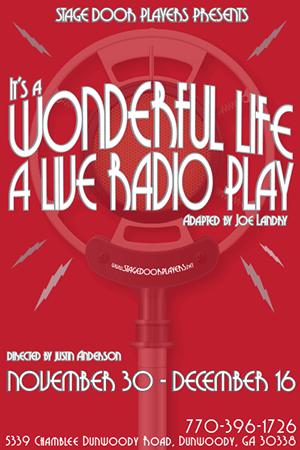 Stage Door Players Presents
It's a
Wonderful Life
A Live Radio Play
Adapted by Joe Landry
www.stagedoorplayers.net
Directed by Justin Anderson
November 30 - December 16
770-396-1726
5339 Chamblee Dunwoody Road, Dunwoody, GA 30338